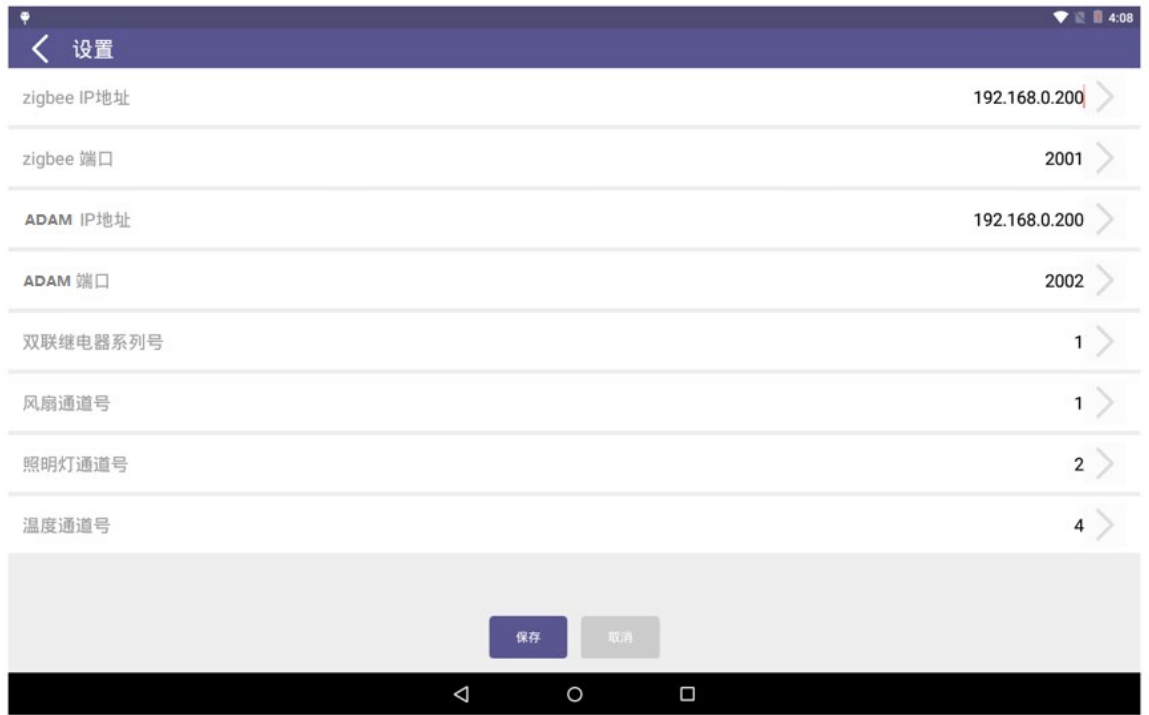 4:08
设置
zigbee IP地址 192.168.0.200
zigbee 端口 2001
ADAM IP地址 192.168.0.200
ADAM 端口 2002
双联继电器系列号 1
风扇通道号 1
照明灯通道号 2
温度通道号 4
保存 取消